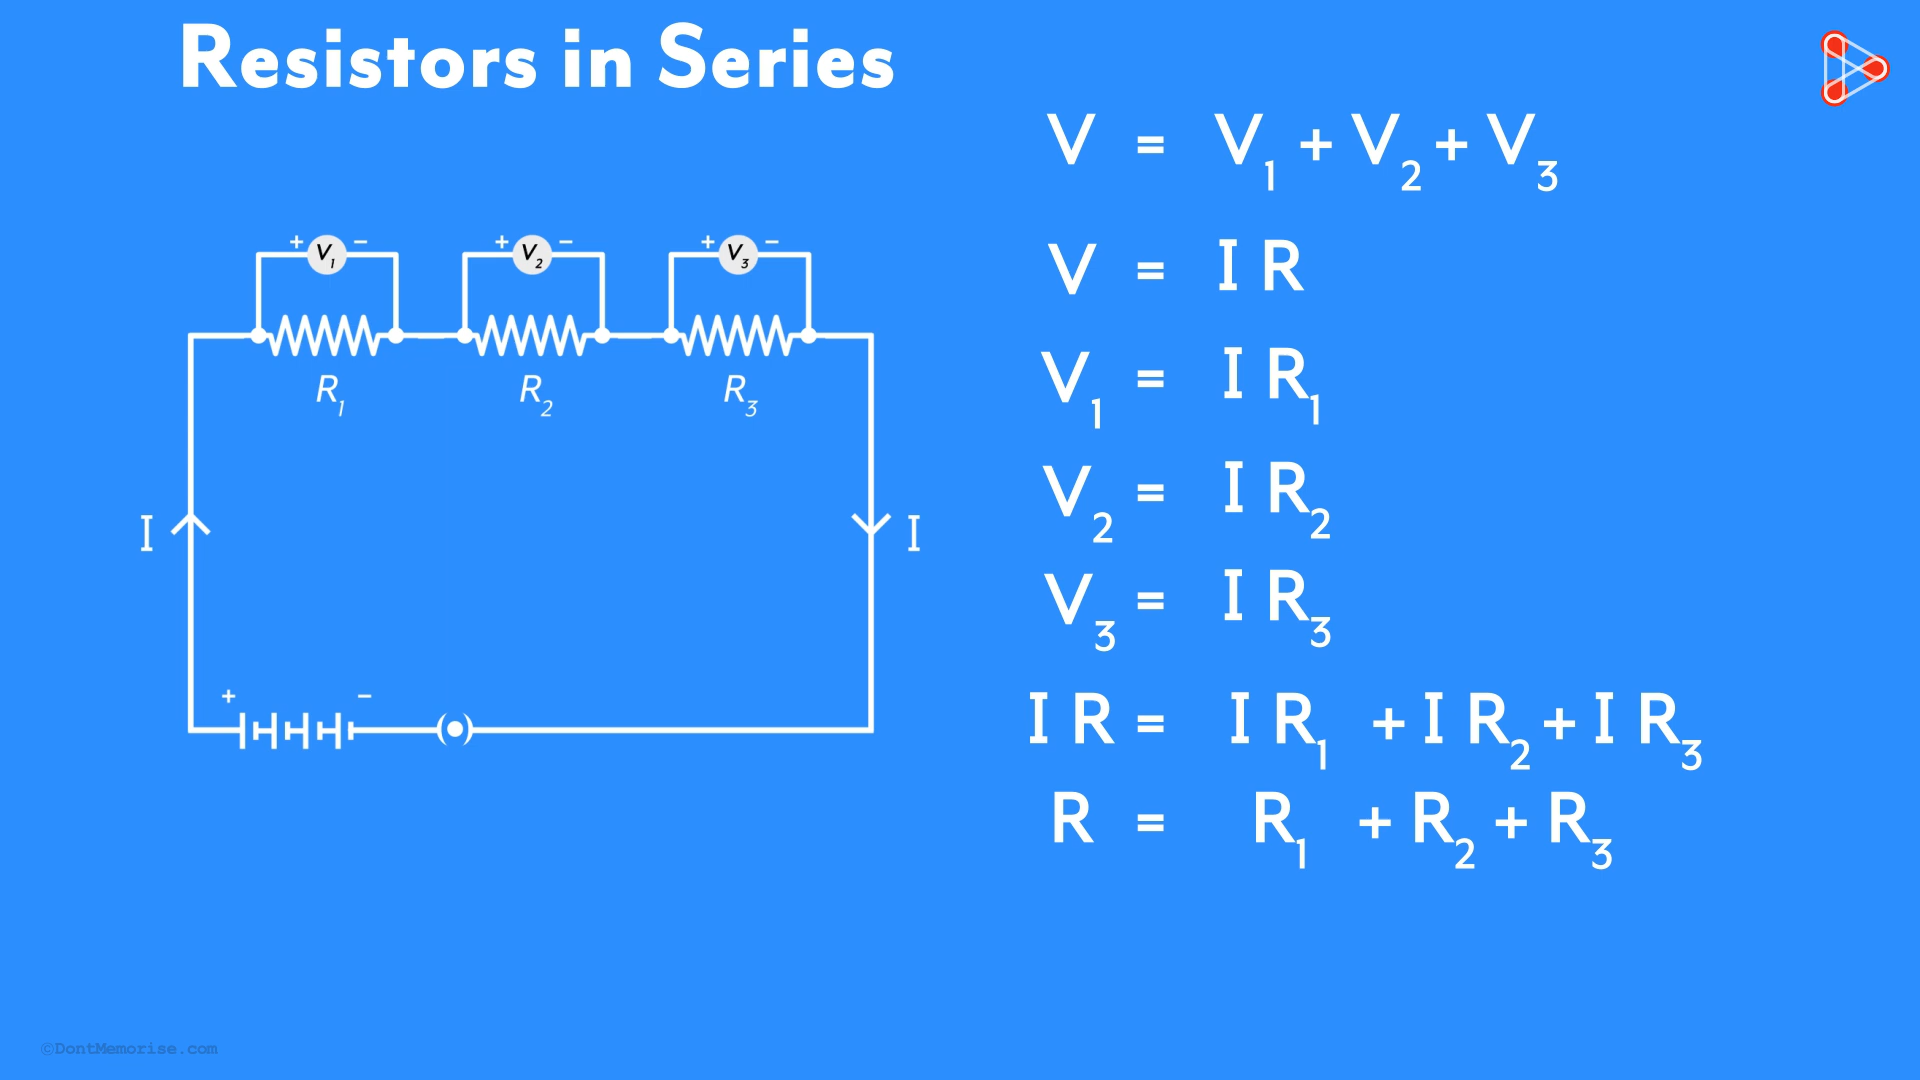 Resistors in Series
V = V₁ + V₂ + V₃
+ V₁ −
+ V₂ −
+ V₃ −
R₁
R₂
R₃
I
I
+ −
V = I R
V₁ = I R₁
V₂ = I R₂
V₃ = I R₃
I R = I R₁ + I R₂ + I R₃
R = R₁ + R₂ + R₃
©DontMemorise.com